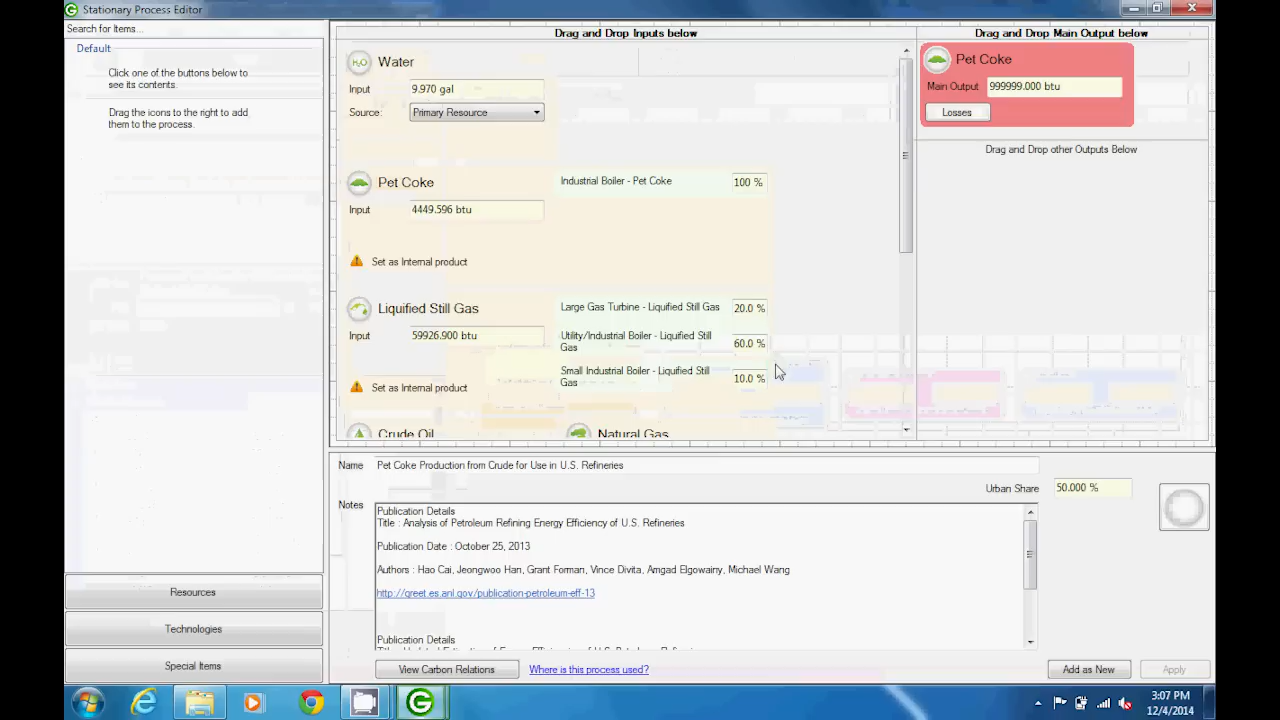 Stationary Process Editor
Search for Items...
Default
Click one of the buttons below to
see its contents.
Drag the icons to the right to add
them to the process.
Resources
Technologies
Special Items
Drag and Drop Inputs below
H₂O
Water
Input 9.970 gal
Source: Primary Resource
Pet Coke
Input 4449.596 btu
Set as Internal product
Industrial Boiler - Pet Coke 100 %
Liquified Still Gas
Input 59926.900 btu
Set as Internal product
Large Gas Turbine - Liquified Still Gas 20.0 %
Utility/Industrial Boiler - Liquified Still
Gas
60.0 %
Small Industrial Boiler - Liquified Still
Gas
10.0 %
Crude Oil
Natural Gas
Drag and Drop Main Output below
Pet Coke
Main Output 999999.000 btu
Losses
Drag and Drop other Outputs Below
Name Pet Coke Production from Crude for Use in U.S. Refineries
Urban Share 50.000 %
Notes
Publication Details
Title : Analysis of Petroleum Refining Energy Efficiency of U.S. Refineries
Publication Date : October 25, 2013
Authors : Hao Cai, Jeongwoo Han, Grant Forman, Vince Divita, Amgad Elgowainy, Michael Wang
http://greet.es.anl.gov/publication-petroleum-eff-13
Publication Details
View Carbon Relations
Where is this process used?
Add as New
Apply
3:07 PM
12/4/2014